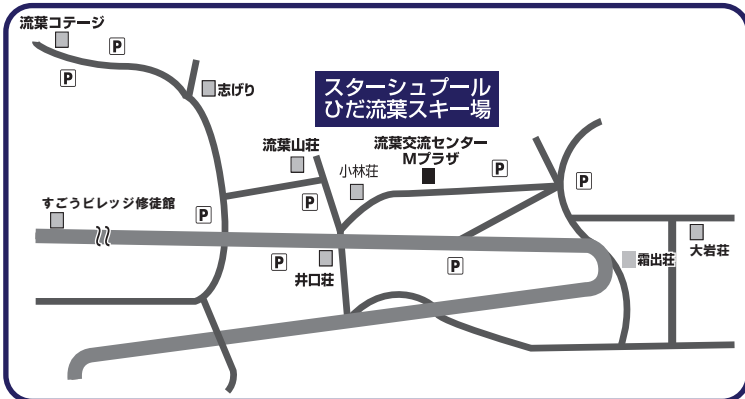 流葉コテージ
P
P
志げり
スターシュプール
ひだ流葉スキー場
流葉交流センター
Mプラザ
流葉山荘
小林荘
P
P
P
すごうビレッジ修徒館
P
P
井口荘
P
霜出荘
大岩荘